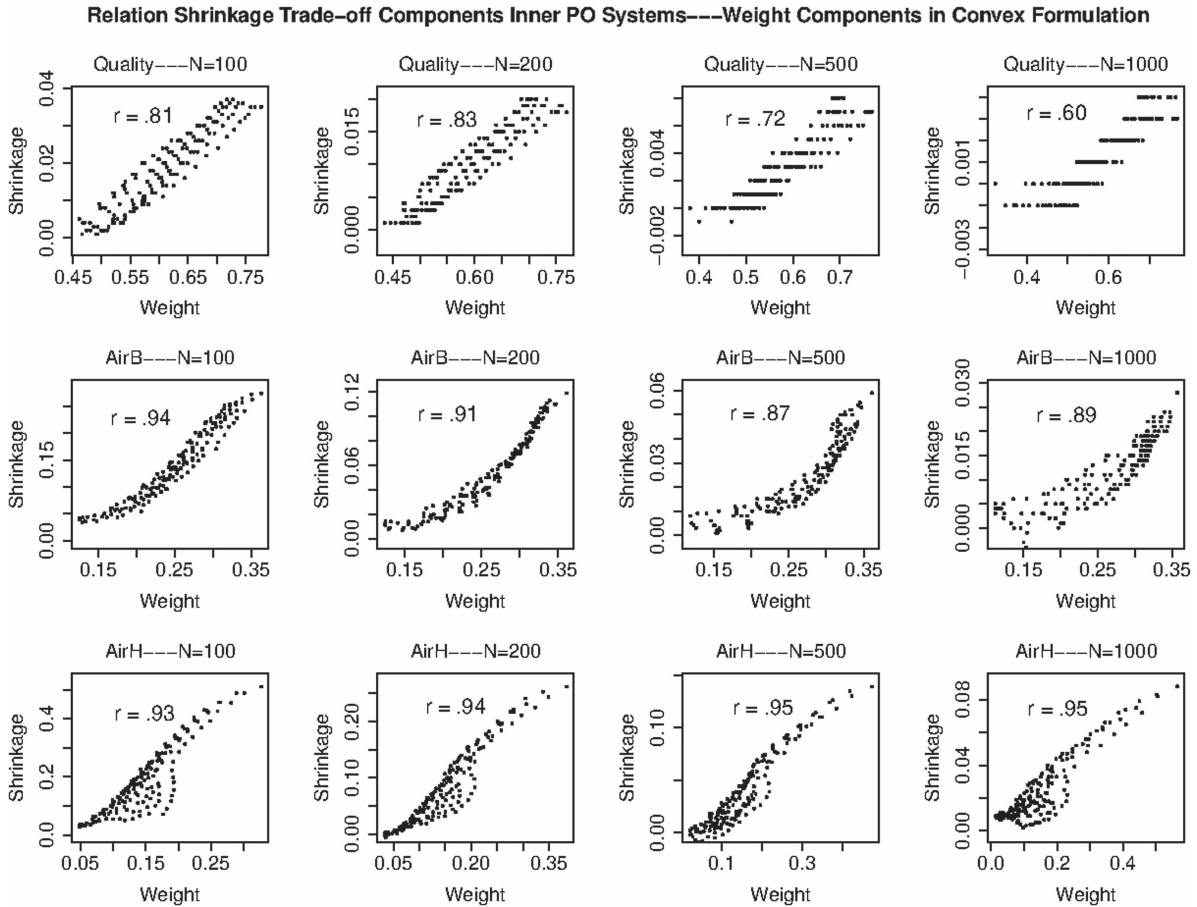 Relation Shrinkage Trade-off Components Inner PO Systems---Weight Components in Convex Formulation
Quality---N=100
Shrinkage
0.00 0.02 0.04
r = .81
0.45 0.55 0.65 0.75
Weight
Quality---N=200
Shrinkage
0.000 0.015
r = .83
0.45 0.60 0.70
Weight
Quality---N=500
Shrinkage
-0.002 0.004
r = .72
0.4 0.5 0.6 0.7
Weight
Quality---N=1000
Shrinkage
-0.003 0.001
r = .60
0.4 0.6
Weight
AirB---N=100
Shrinkage
0.00 0.15
r = .94
0.15 0.25 0.35
Weight
AirB---N=200
Shrinkage
0.00 0.06 0.12
r = .91
0.15 0.25 0.35
Weight
AirB---N=500
Shrinkage
0.00 0.03 0.06
r = .87
0.15 0.25 0.35
Weight
AirB---N=1000
Shrinkage
0.000 0.015 0.030
r = .89
0.15 0.25 0.35
Weight
AirH---N=100
Shrinkage
0.0 0.2 0.4
r = .93
0.05 0.15 0.25
Weight
AirH---N=200
Shrinkage
0.00 0.10 0.20
r = .94
0.05 0.20 0.35
Weight
AirH---N=500
Shrinkage
0.00 0.10
r = .95
0.1 0.3
Weight
AirH---N=1000
Shrinkage
0.00 0.04 0.08
r = .95
0.0 0.2 0.4
Weight